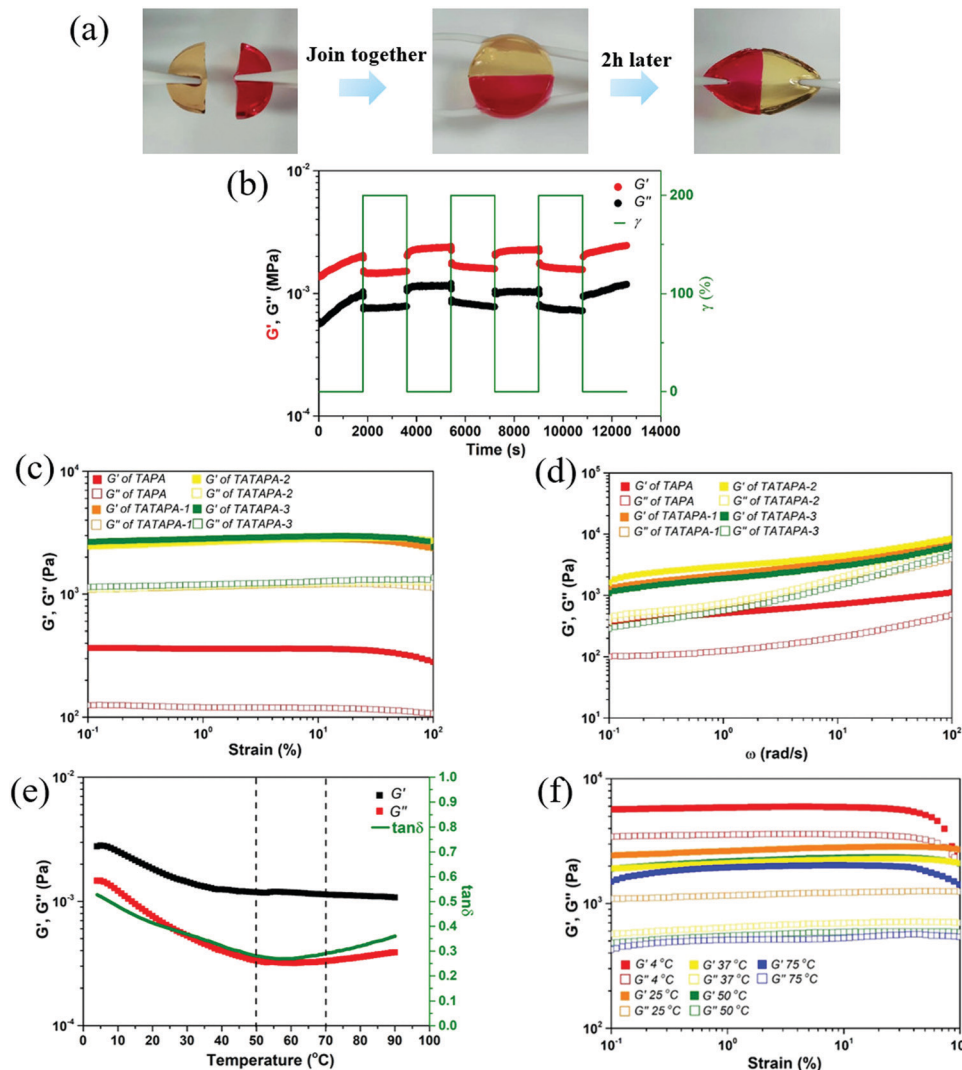 (a)
Join together
2h later
(b)
10⁻²
10⁻³
10⁻⁴
G', G'' (MPa)
G'
G''
γ
200
100
0
γ (%)
0 2000 4000 6000 8000 10000 12000 14000
Time (s)
(c)
10⁴
10³
10²
G', G'' (Pa)
G' of TAPA G' of TATAPA-2
G'' of TAPA G'' of TATAPA-2
G' of TATAPA-1 G' of TATAPA-3
G'' of TATAPA-1 G'' of TATAPA-3
10⁻¹ 10⁰ 10¹ 10²
Strain (%)
(d)
10⁵
10⁴
10³
10²
10¹
G', G'' (Pa)
G' of TAPA G' of TATAPA-2
G'' of TAPA G'' of TATAPA-2
G' of TATAPA-1 G' of TATAPA-3
G'' of TATAPA-1 G'' of TATAPA-3
10⁻¹ 10⁰ 10¹ 10²
ω (rad/s)
(e)
10⁻²
10⁻³
10⁻⁴
G', G'' (Pa)
G'
G''
tanδ
1.0
0.9
0.8
0.7
0.6
0.5
0.4
0.3
0.2
0.1
0.0
tanδ
0 10 20 30 40 50 60 70 80 90 100
Temperature (°C)
(f)
10⁴
10³
10²
G', G'' (Pa)
G' 4 °C G' 37 °C G' 75 °C
G'' 4 °C G'' 37 °C G'' 75 °C
G' 25 °C G' 50 °C
G'' 25 °C G'' 50 °C
10⁻¹ 10⁰ 10¹ 10²
Strain (%)